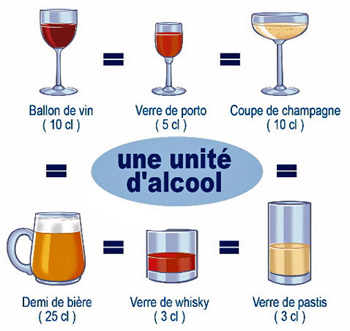 Ballon de vin
( 10 cl )
Verre de porto
( 5 cl )
Coupe de champagne
( 10 cl )
une unité
d'alcool
Demi de bière
( 25 cl )
Verre de whisky
( 3 cl )
Verre de pastis
( 3 cl )